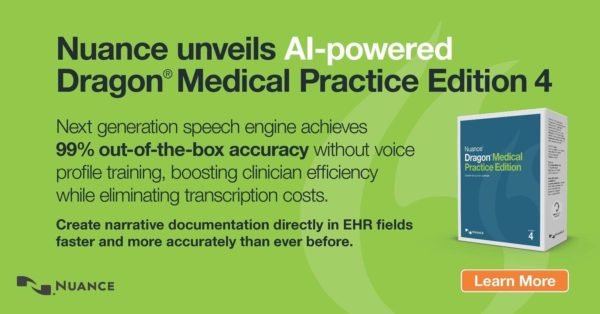 Nuance unveils AI-powered
Dragon® Medical Practice Edition 4
Next generation speech engine achieves
99% out-of-the-box accuracy without voice
profile training, boosting clinician efficiency
while eliminating transcription costs.
Create narrative documentation directly in EHR fields
faster and more accurately than ever before.
Nuance®
Dragon® Medical
Practice Edition
4
NUANCE
Learn More